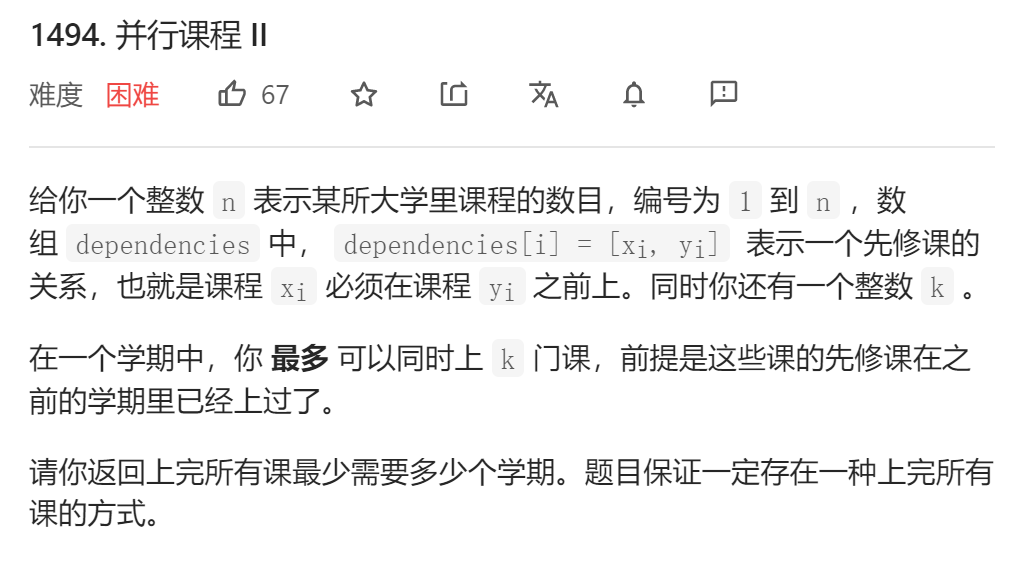 1494. 并行课程 II
难度 困难 67
给你一个整数 n 表示某所大学里课程的数目，编号为 1 到 n ，数
组 dependencies 中， dependencies[i] = [xi, yi] 表示一个先修课的
关系，也就是课程 xi 必须在课程 yi 之前上。同时你还有一个整数 k 。
在一个学期中，你 最多 可以同时上 k 门课，前提是这些课的先修课在之
前的学期里已经上过了。
请你返回上完所有课最少需要多少个学期。题目保证一定存在一种上完所有
课的方式。